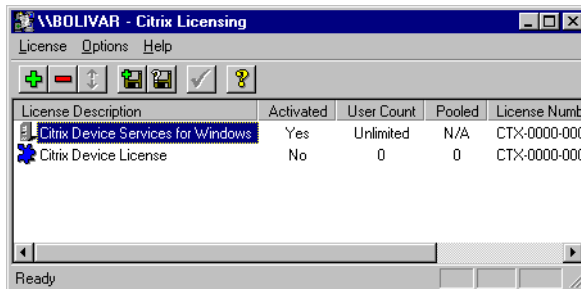 \\BOLIVAR - Citrix Licensing
License Options Help
License Description Activated User Count Pooled License Numb
Citrix Device Services for Windows Yes Unlimited N/A CTX-0000-000
Citrix Device License No 0 0 CTX-0000-000
Ready